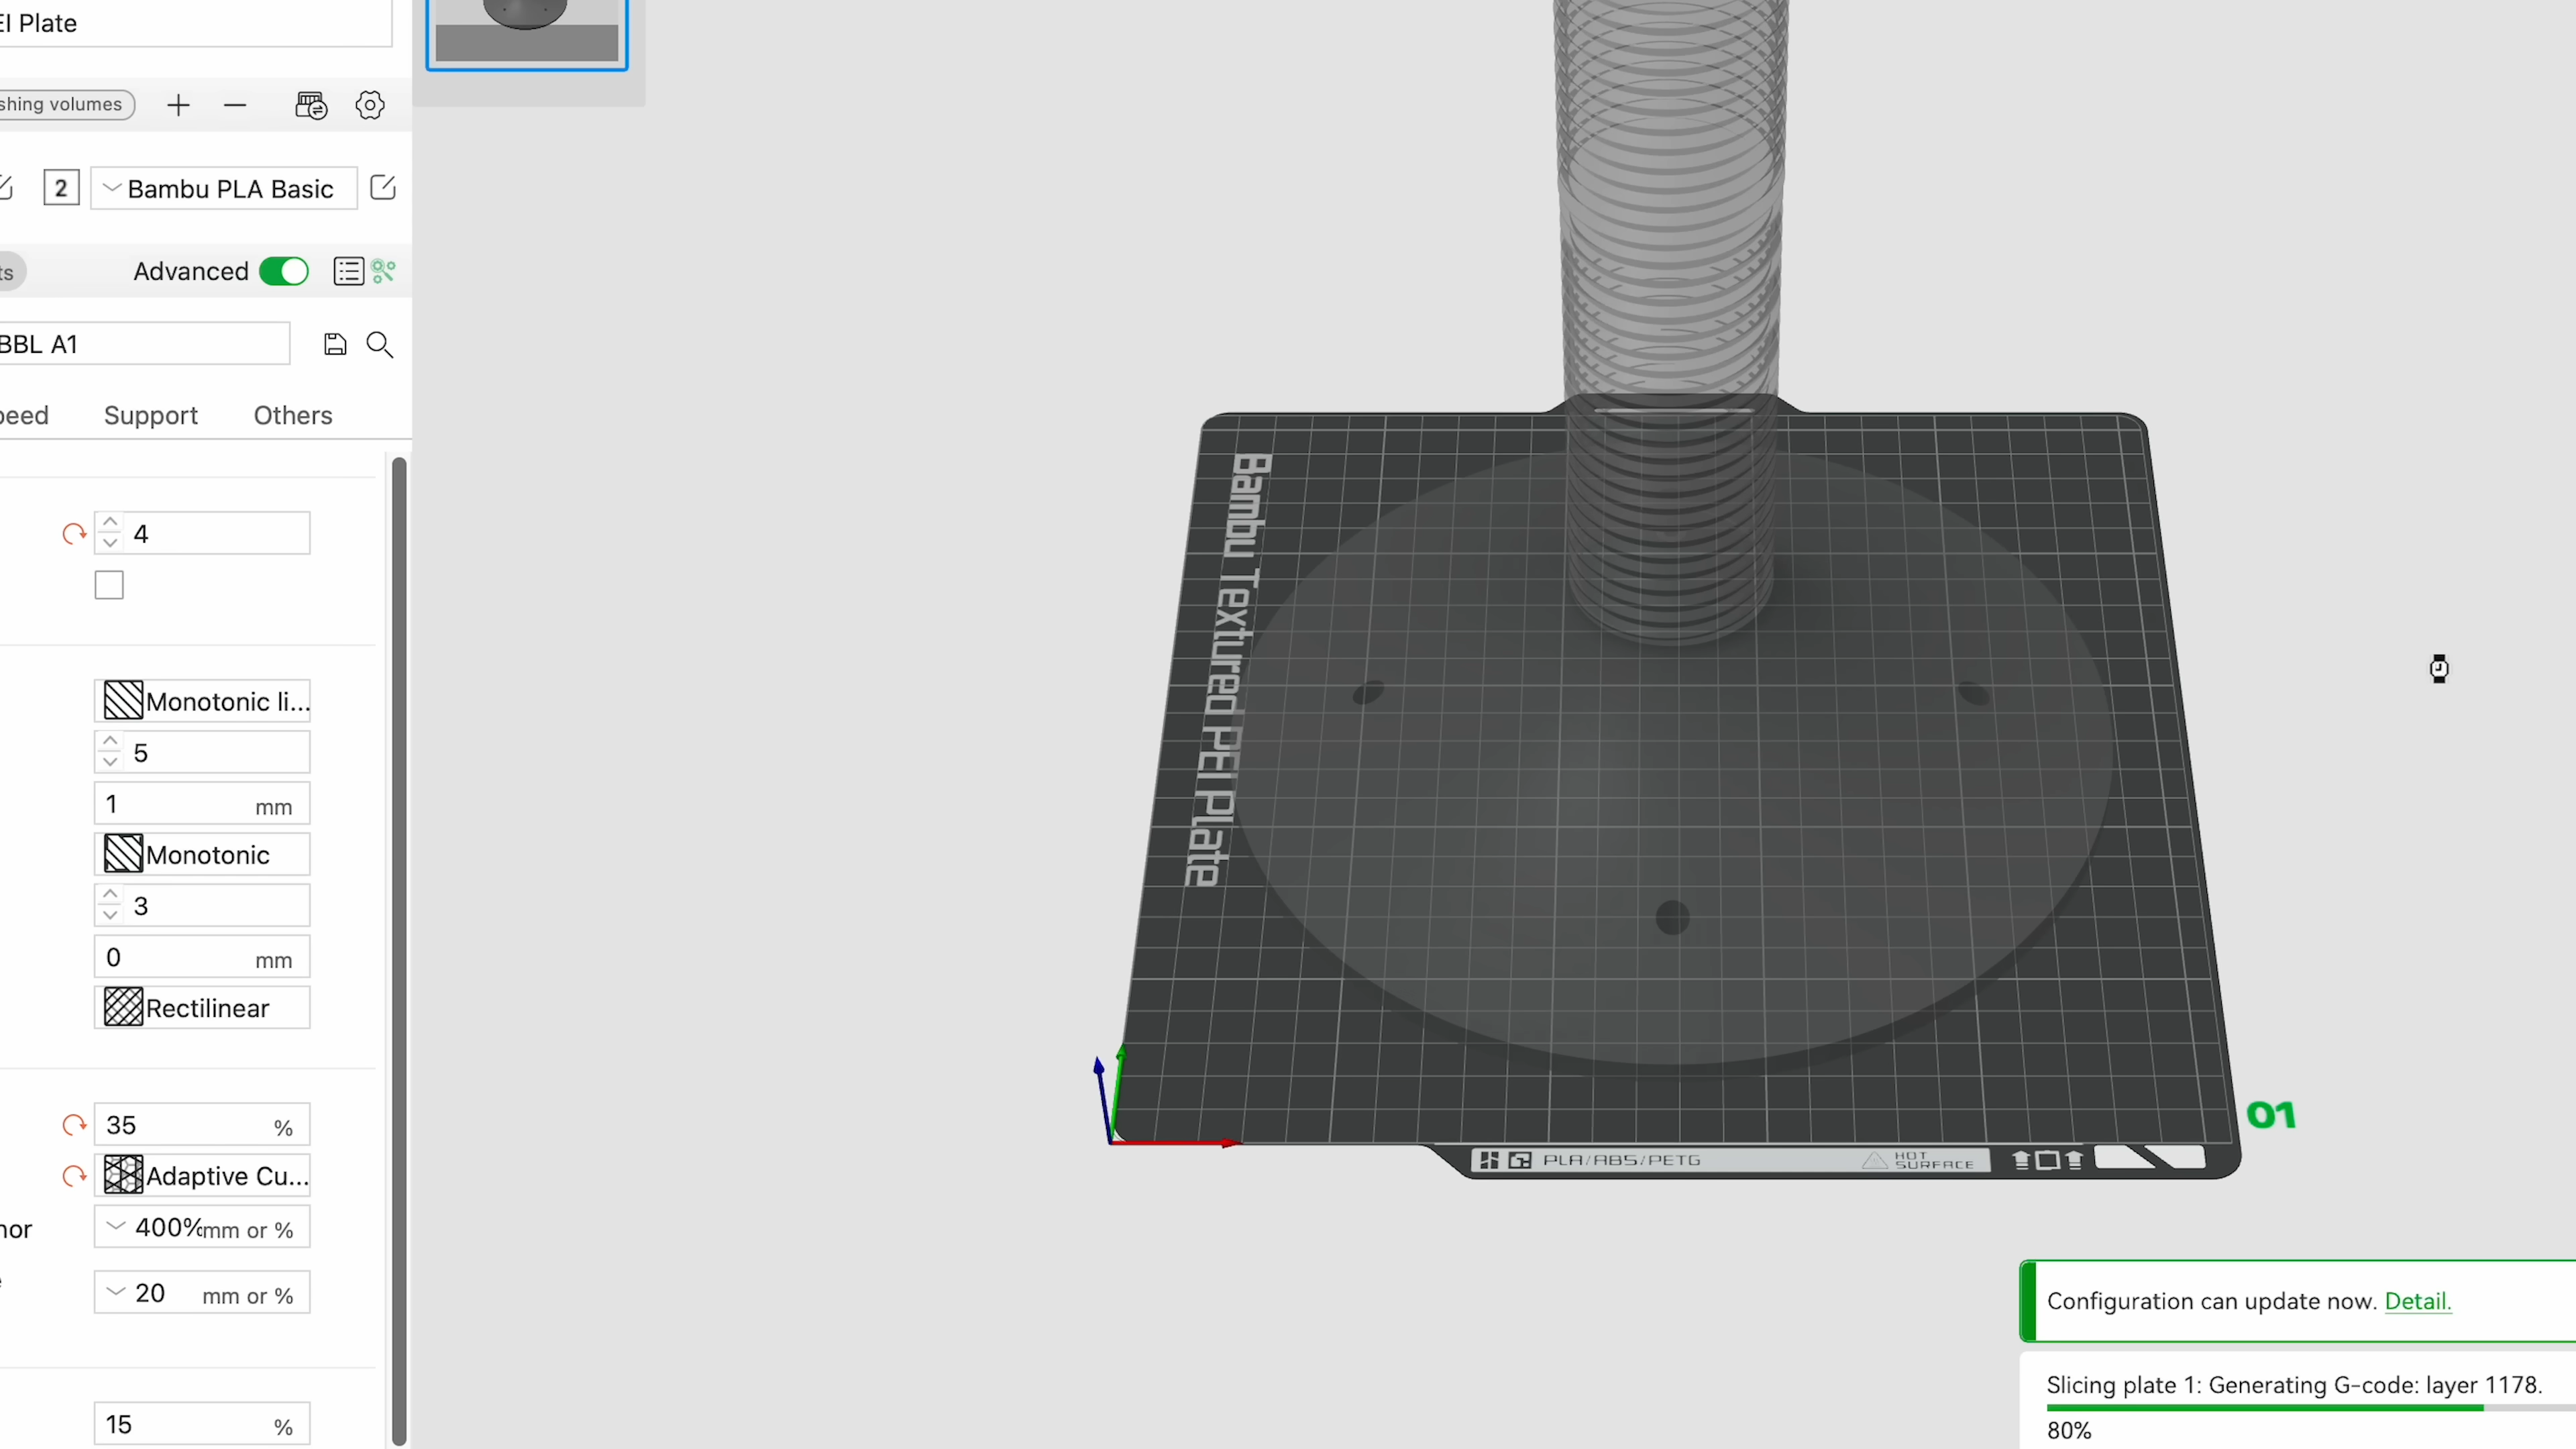 EI Plate
shing volumes
2
Bambu PLA Basic
ts
Advanced
BBL A1
peed
Support
Others
4
Monotonic li...
5
1 mm
Monotonic
3
0 mm
Rectilinear
35 %
Adaptive Cu...
hor
400% mm or %
20 mm or %
15 %
Bambu Textured PEI Plate
01
PLA/ABS/PETG
HOT
SURFACE
Configuration can update now. Detail.
Slicing plate 1: Generating G-code: layer 1178.
80%